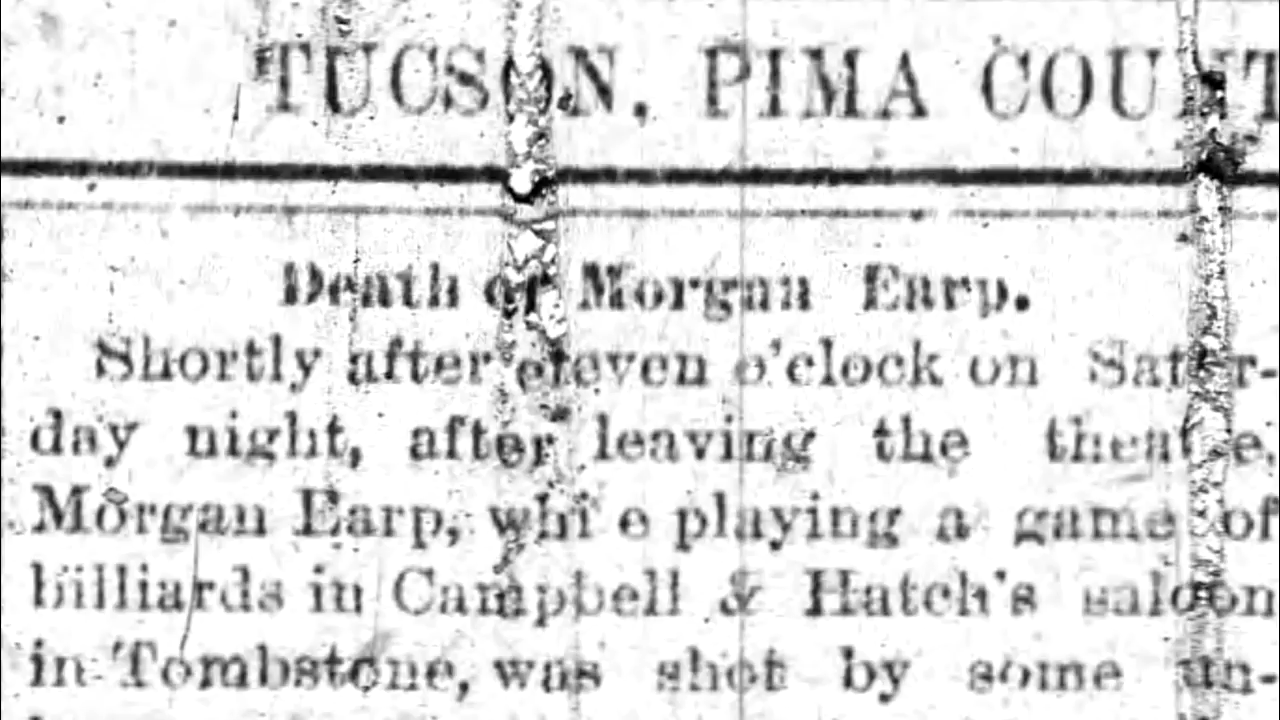 TUCSON, PIMA COUNT
Death of Morgan Earp.
Shortly after eleven o'clock on Satur-
day night, after leaving the theatre,
Morgan Earp, whi e playing a game of
billiards in Campbell & Hatch's saloon
in Tombstone, was shot by some un-